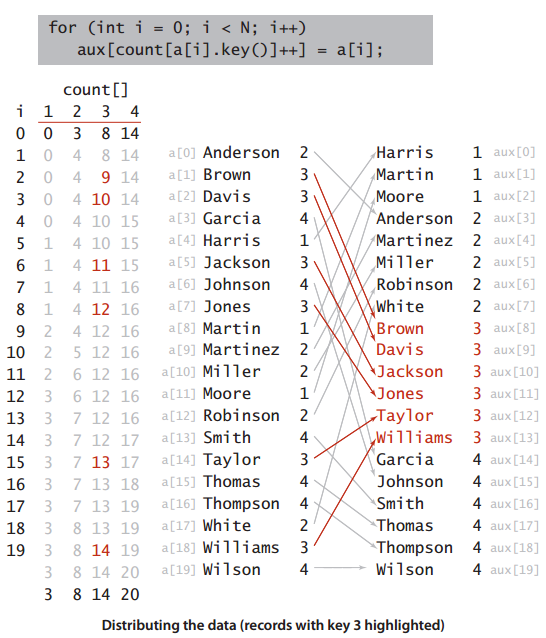 for (int i = 0; i < N; i++)
aux[count[a[i].key()]++] = a[i];
count[]
i 1 2 3 4
0 0 3 8 14
1 0 4 8 14 a[0] Anderson 2 Harris 1 aux[0]
2 0 4 9 14 a[1] Brown 3 Martin 1 aux[1]
3 0 4 10 14 a[2] Davis 3 Moore 1 aux[2]
4 0 4 10 15 a[3] Garcia 4 Anderson 2 aux[3]
5 1 4 10 15 a[4] Harris 1 Martinez 2 aux[4]
6 1 4 11 15 a[5] Jackson 3 Miller 2 aux[5]
7 1 4 11 16 a[6] Johnson 4 Robinson 2 aux[6]
8 1 4 12 16 a[7] Jones 3 White 2 aux[7]
9 2 4 12 16 a[8] Martin 1 Brown 3 aux[8]
10 2 5 12 16 a[9] Martinez 2 Davis 3 aux[9]
11 2 6 12 16 a[10] Miller 2 Jackson 3 aux[10]
12 3 6 12 16 a[11] Moore 1 Jones 3 aux[11]
13 3 7 12 16 a[12] Robinson 2 Taylor 3 aux[12]
14 3 7 12 17 a[13] Smith 4 Williams 3 aux[13]
15 3 7 13 17 a[14] Taylor 3 Garcia 4 aux[14]
16 3 7 13 18 a[15] Thomas 4 Johnson 4 aux[15]
17 3 7 13 19 a[16] Thompson 4 Smith 4 aux[16]
18 3 8 13 19 a[17] White 2 Thomas 4 aux[17]
19 3 8 14 19 a[18] Williams 3 Thompson 4 aux[18]
3 8 14 20 a[19] Wilson 4 Wilson 4 aux[19]
3 8 14 20
Distributing the data (records with key 3 highlighted)